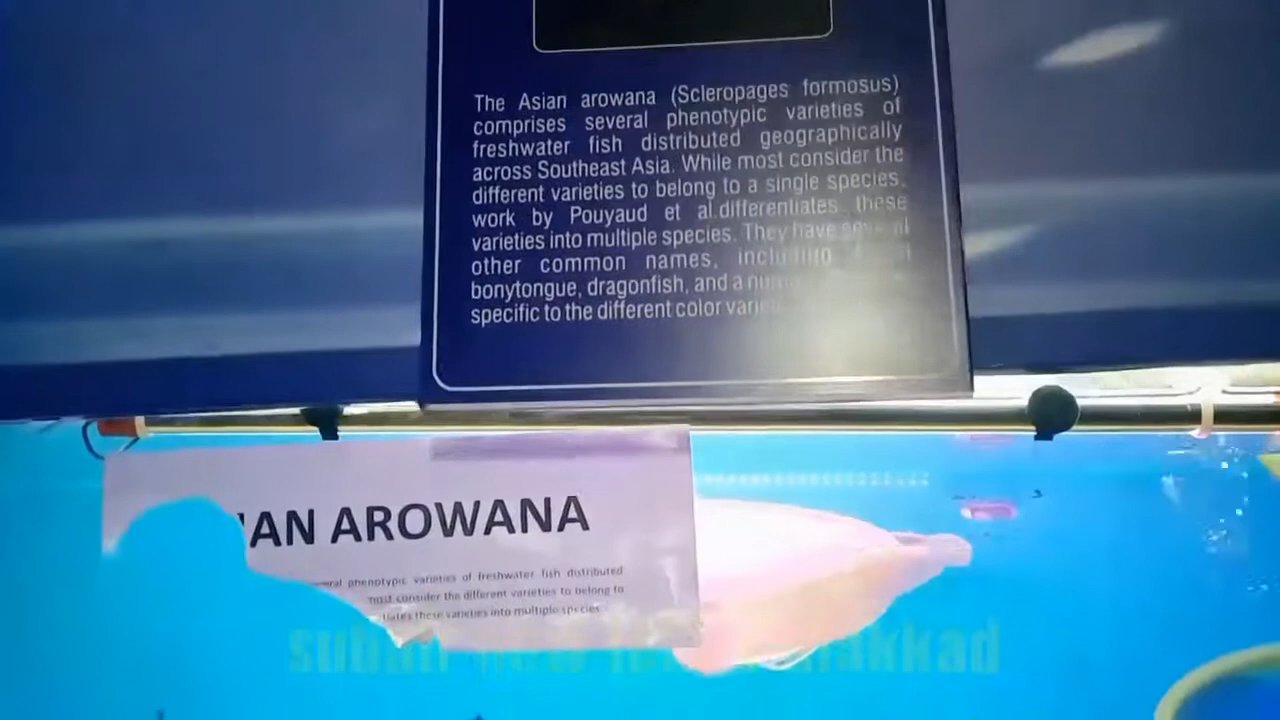 The Asian arowana (Scleropages formosus)
comprises several phenotypic varieties of
freshwater fish distributed geographically
across Southeast Asia. While most consider the
different varieties to belong to a single species,
work by Pouyaud et al.differentiates these
varieties into multiple species. They have
other common names,
bonytongue, dragonfish, and a
specific to the different color
IAN AROWANA
phenotypic varieties of freshwater fish distributed
most consider the different varieties to belong to
these varieties into multiple species